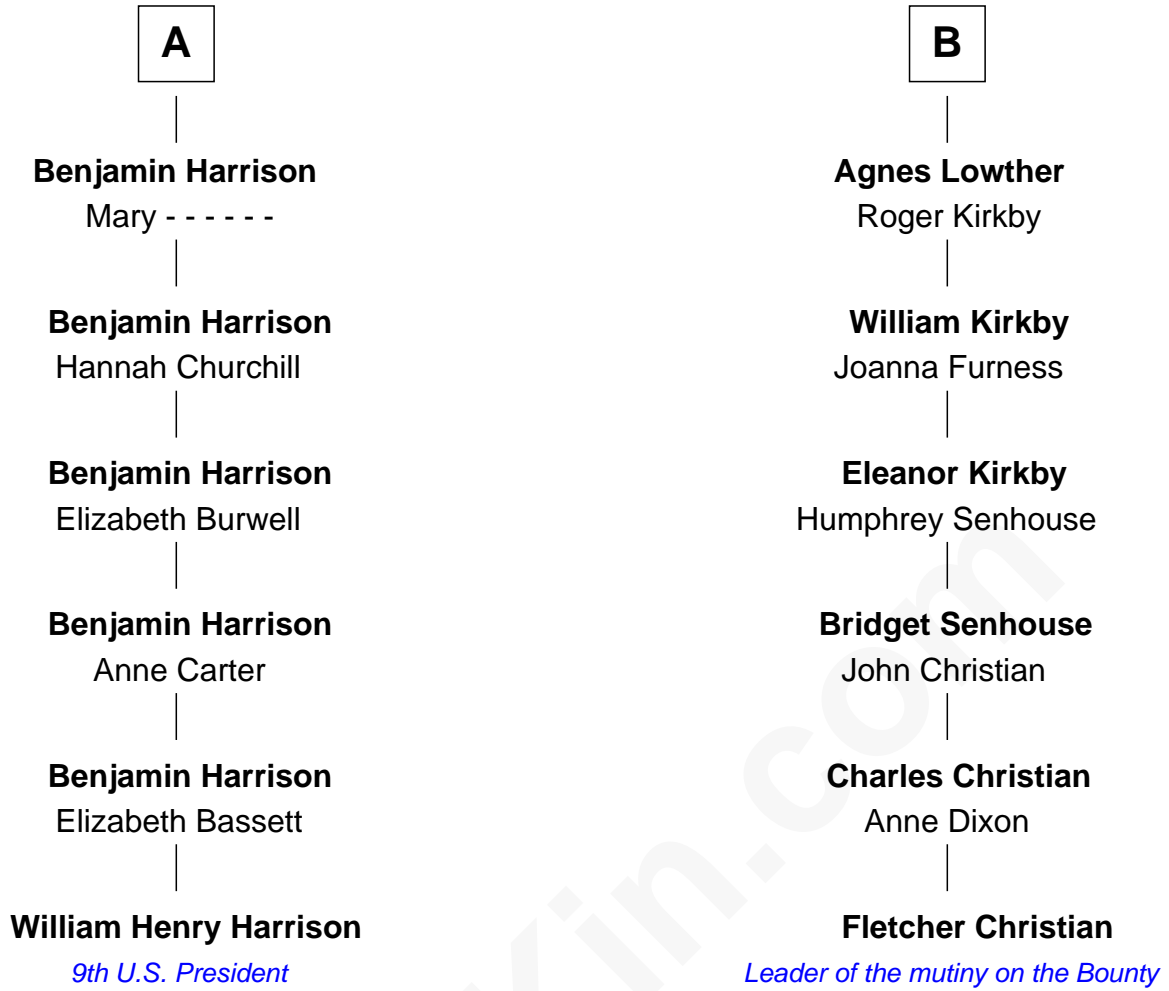 A
Benjamin Harrison
Mary - - - - - -
Benjamin Harrison
Hannah Churchill
Benjamin Harrison
Elizabeth Burwell
Benjamin Harrison
Anne Carter
Benjamin Harrison
Elizabeth Bassett
William Henry Harrison
9th U.S. President
B
Agnes Lowther
Roger Kirkby
William Kirkby
Joanna Furness
Eleanor Kirkby
Humphrey Senhouse
Bridget Senhouse
John Christian
Charles Christian
Anne Dixon
Fletcher Christian
Leader of the mutiny on the Bounty
Kin.com